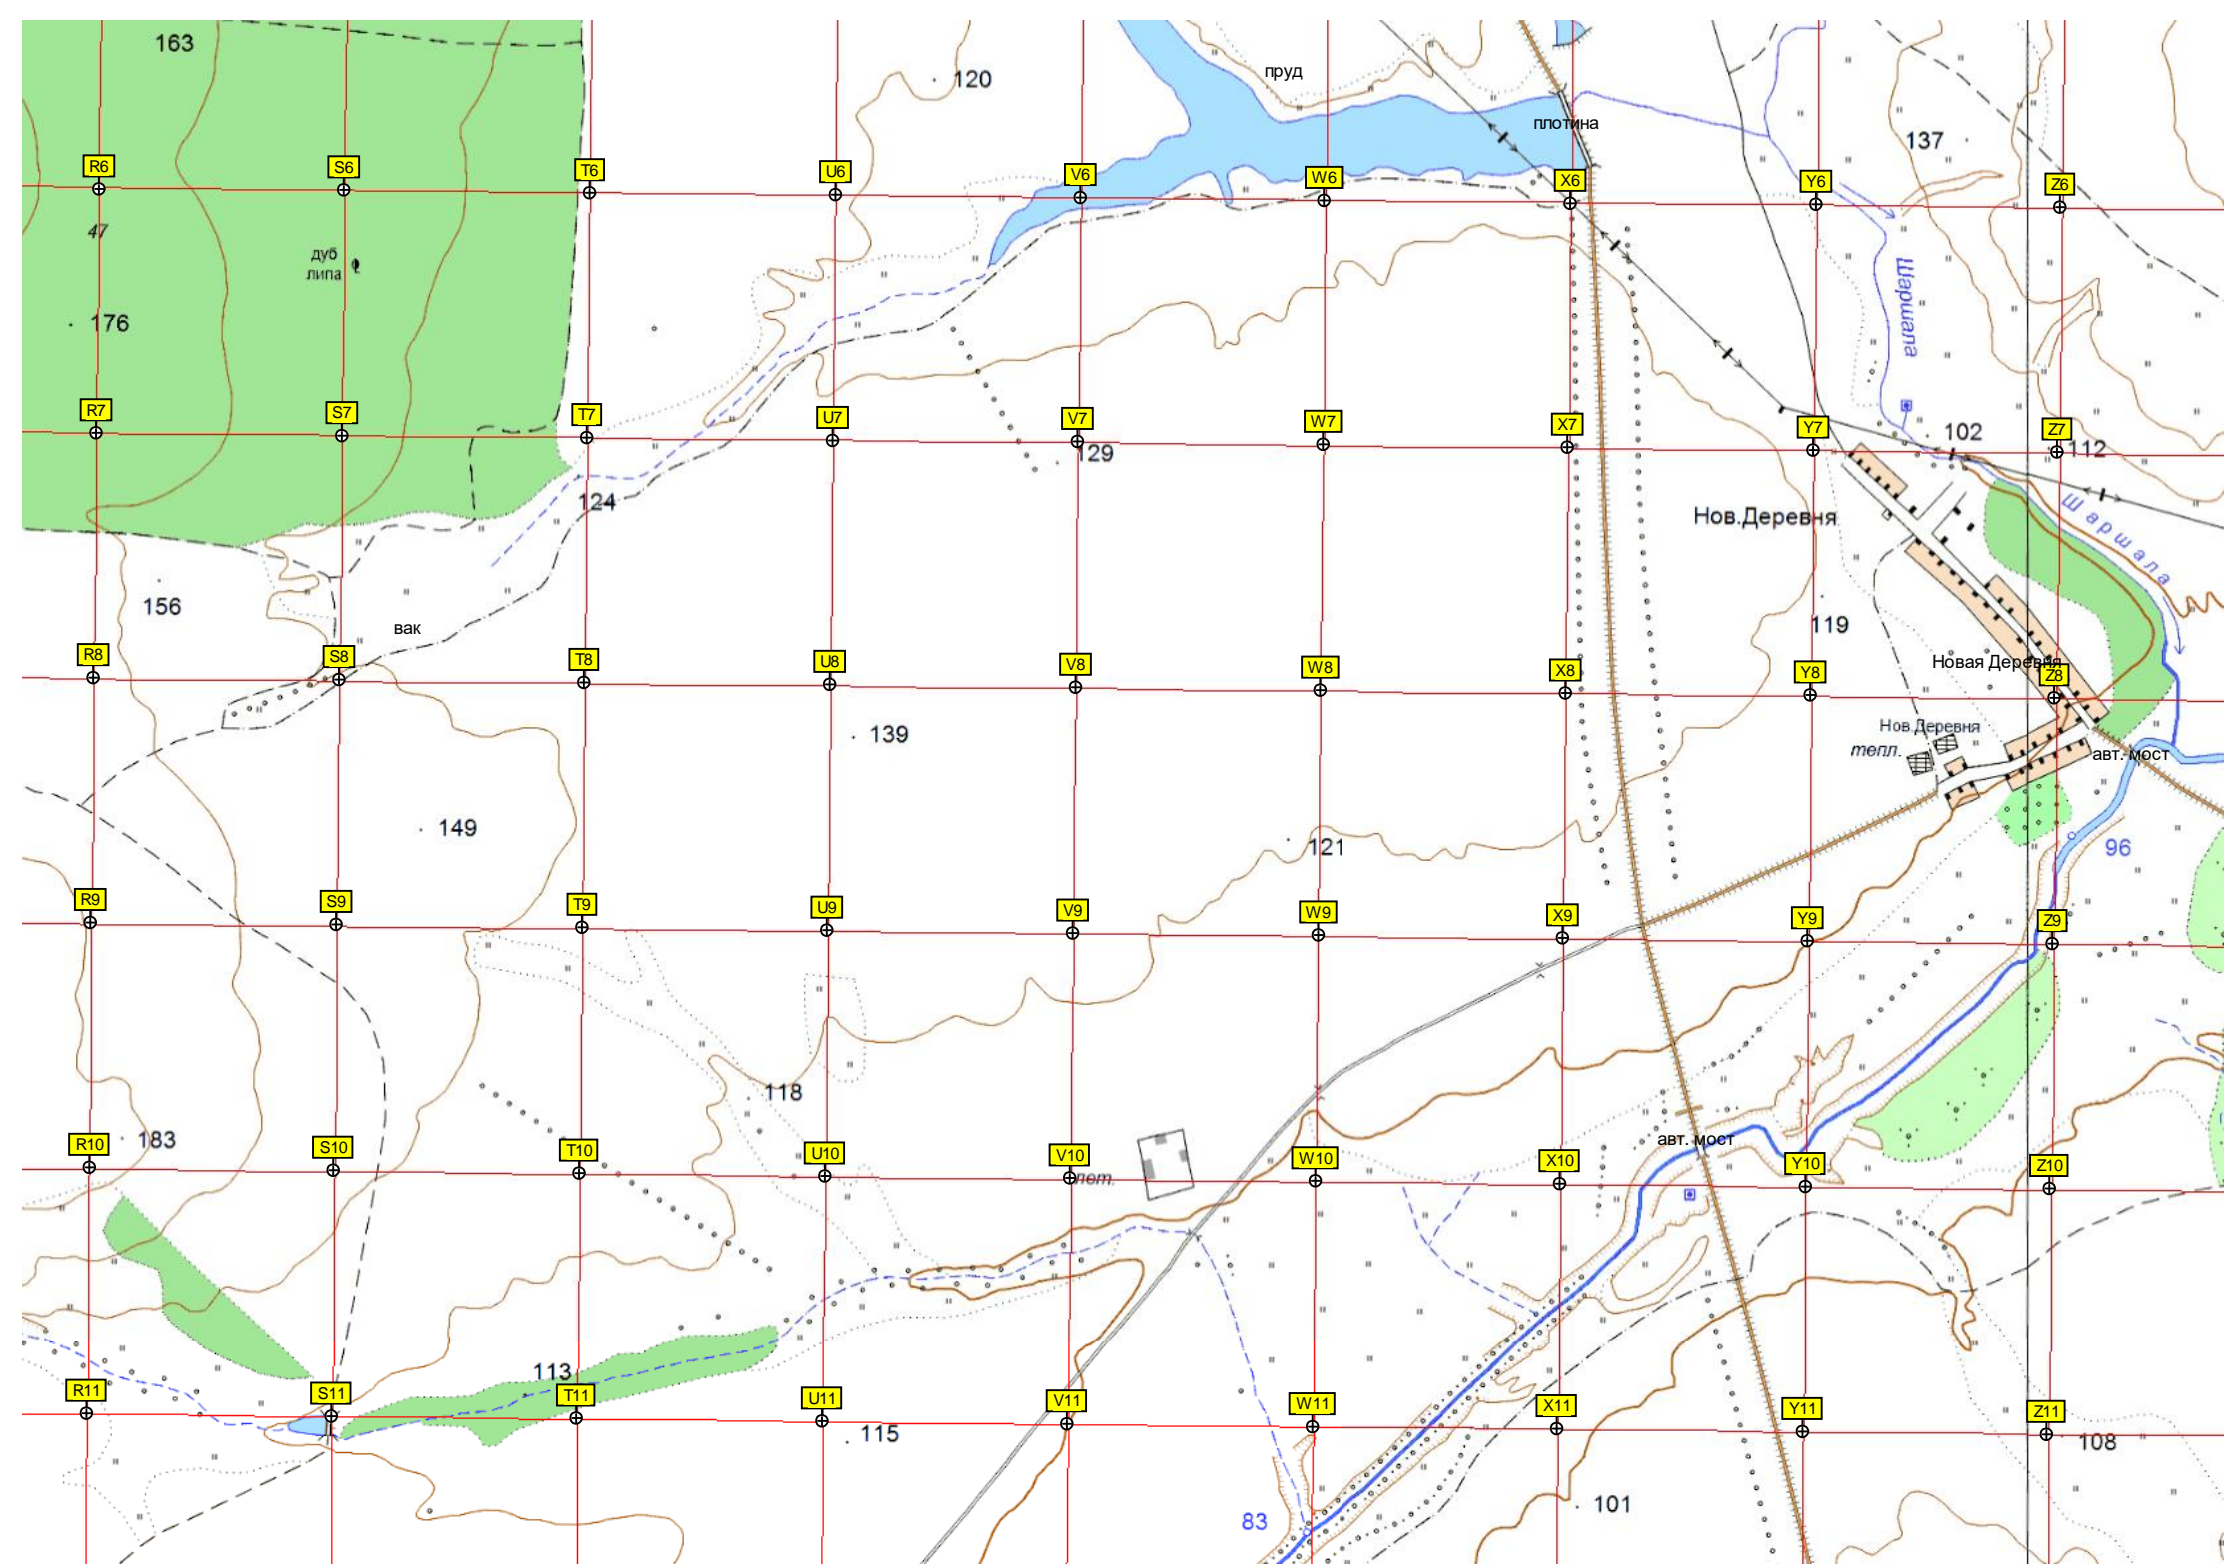 163
120
пруд
плотина
137
R6 S6 T6 U6 V6 W6 X6 Y6 Z6
47
дуб
липа
176
Шаршала
R7 S7 T7 U7 V7 W7 X7 Y7 Z7
102
112
129
124
Нов.Деревня
Шаршала
156
вак
119
Новая Деревня
R8 S8 T8 U8 V8 W8 X8 Y8 Z8
139
Нов.Деревня
тепл.
авт. мост
149
121
96
R9 S9 T9 U9 V9 W9 X9 Y9 Z9
118
183
авт. мост
R10 S10 T10 U10 V10 W10 X10 Y10 Z10
лет.
113
R11 S11 T11 U11 V11 W11 X11 Y11 Z11
115
108
101
83